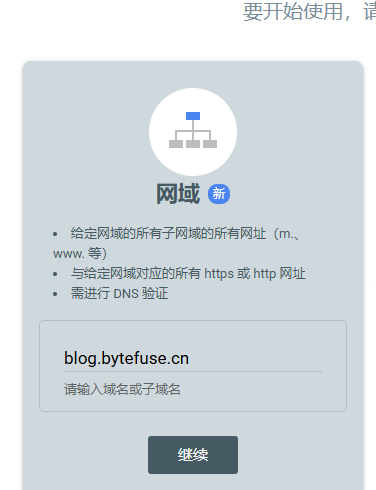 要开始使用，请
网域 新
• 给定网域的所有子网域的所有网址（m.、
www. 等）
• 与给定网域对应的所有 https 或 http 网址
• 需进行 DNS 验证
blog.bytefuse.cn
请输入域名或子域名
继续